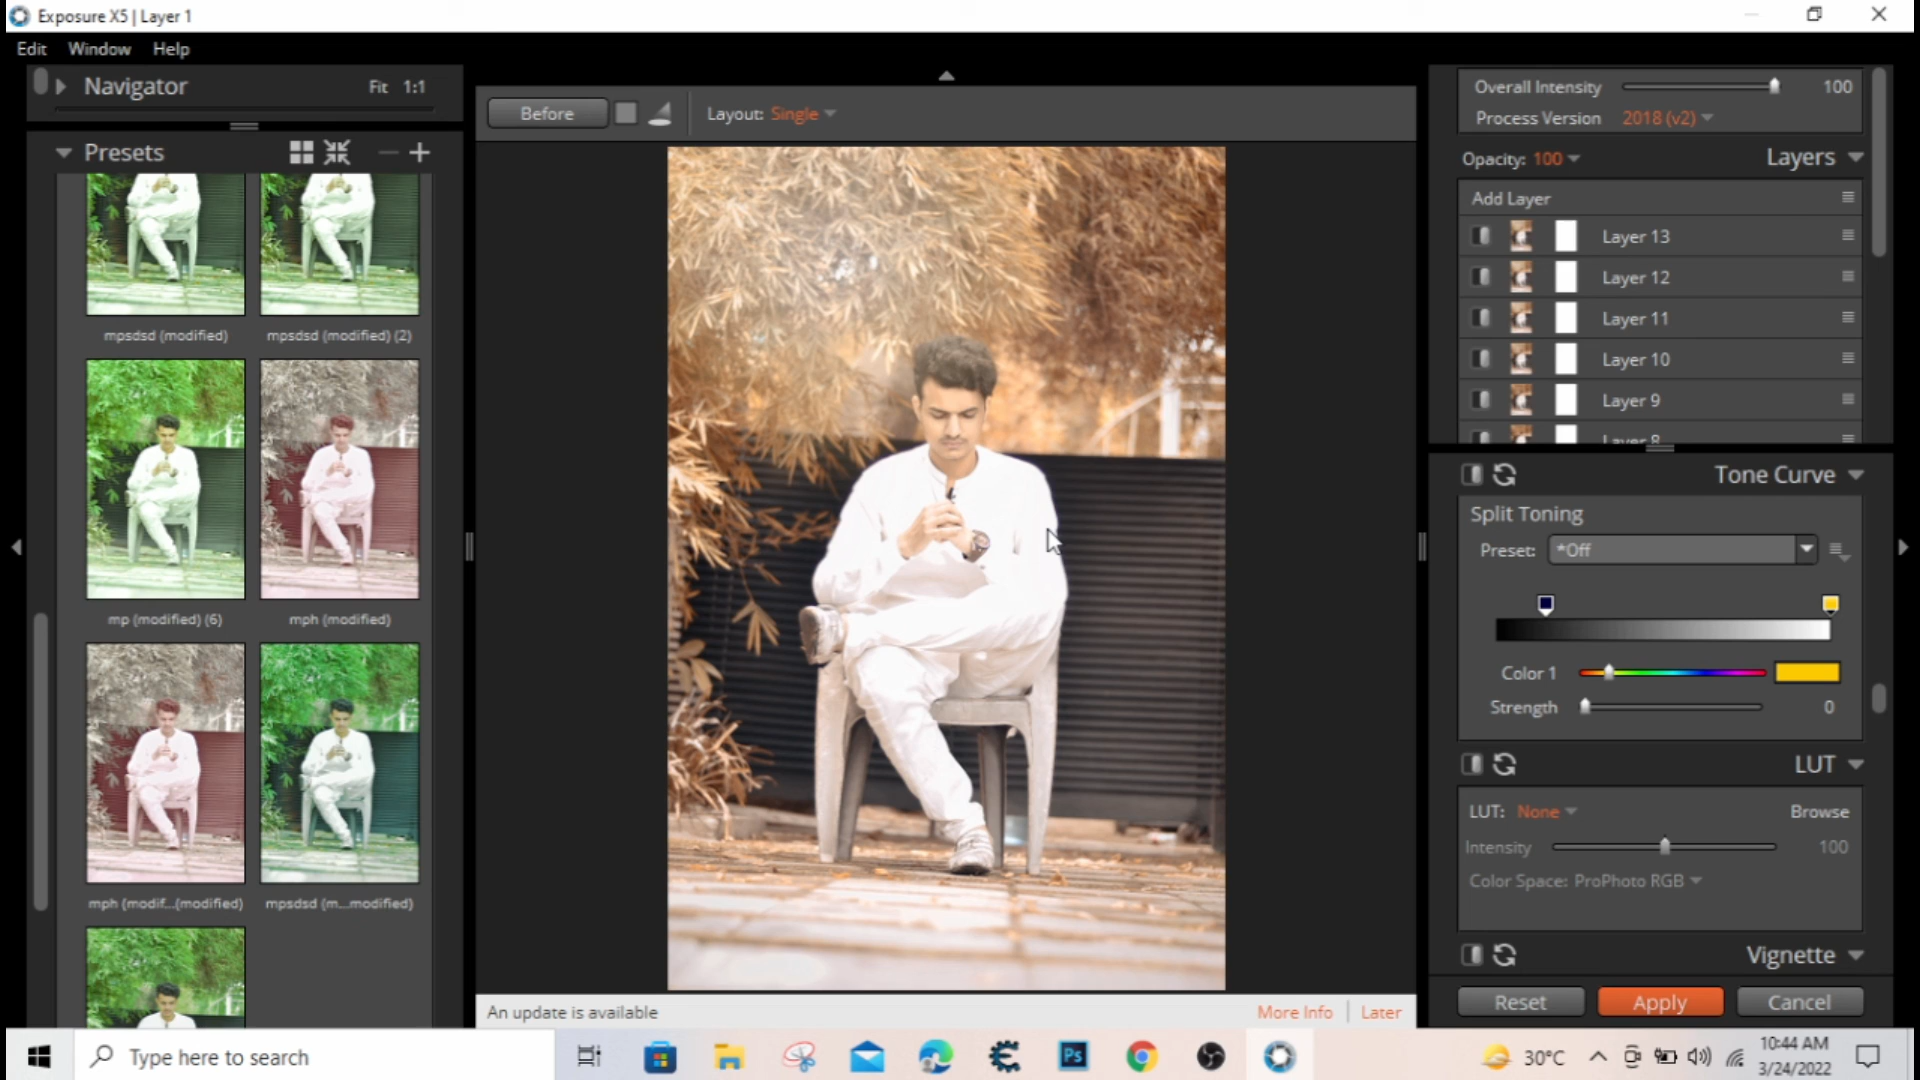 Exposure X5 | Layer 1
Edit Window Help
Navigator Fit 1:1
Presets
mpsdsd (modified) mpsdsd (modified) (2)
mp (modified) (6) mph (modified)
mph (modif...(modified) mpsdsd (m...modified)
Before Layout: Single
An update is available More Info Later
Overall Intensity 100
Process Version 2018 (v2)
Opacity: 100 Layers
Add Layer
Layer 13
Layer 12
Layer 11
Layer 10
Layer 9
Layer 8
Tone Curve
Split Toning
Preset: *Off
Color 1
Strength 0
LUT
LUT: None Browse
Intensity 100
Color Space: ProPhoto RGB
Vignette
Reset Apply Cancel
Type here to search
Ps
30°C
10:44 AM
3/24/2022